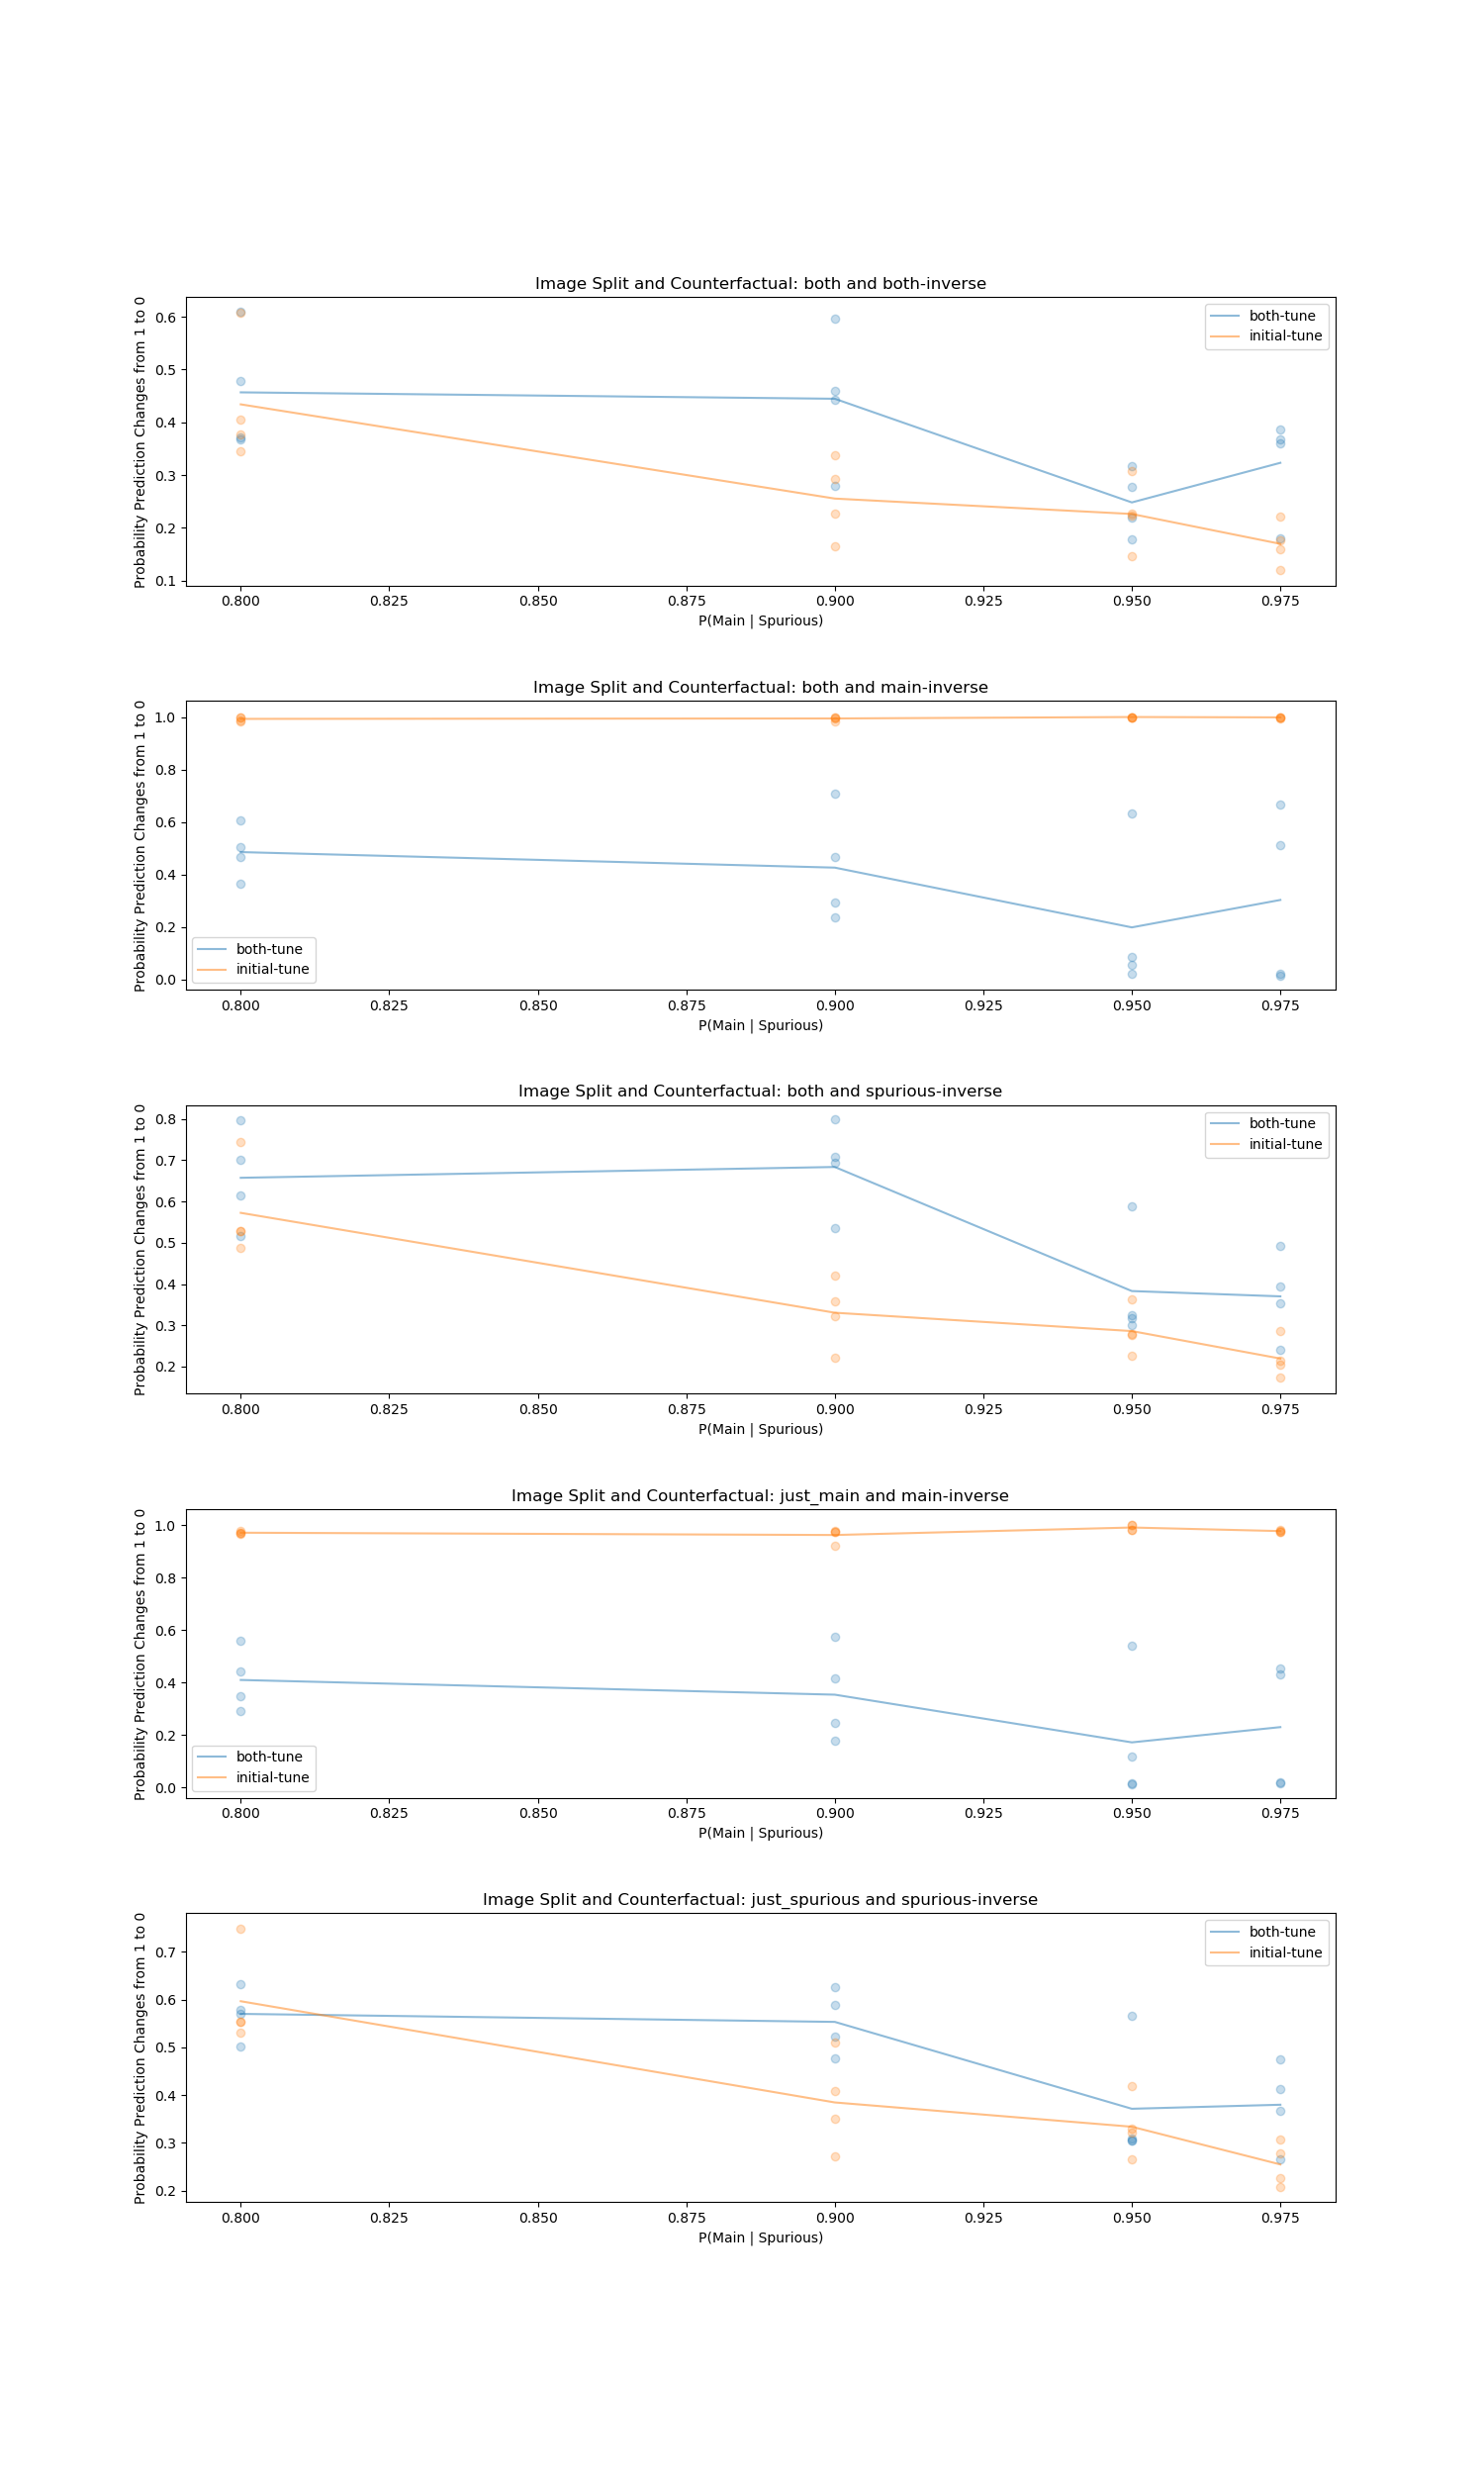 Image Split and Counterfactual: both and both-inverse
Probability Prediction Changes from 1 to 0
0.6
0.5
0.4
0.3
0.2
0.1
both-tune
initial-tune
0.800 0.825 0.850 0.875 0.900 0.925 0.950 0.975
P(Main | Spurious)
Image Split and Counterfactual: both and main-inverse
Probability Prediction Changes from 1 to 0
1.0
0.8
0.6
0.4
0.2
0.0
both-tune
initial-tune
0.800 0.825 0.850 0.875 0.900 0.925 0.950 0.975
P(Main | Spurious)
Image Split and Counterfactual: both and spurious-inverse
Probability Prediction Changes from 1 to 0
0.8
0.7
0.6
0.5
0.4
0.3
0.2
both-tune
initial-tune
0.800 0.825 0.850 0.875 0.900 0.925 0.950 0.975
P(Main | Spurious)
Image Split and Counterfactual: just_main and main-inverse
Probability Prediction Changes from 1 to 0
1.0
0.8
0.6
0.4
0.2
0.0
both-tune
initial-tune
0.800 0.825 0.850 0.875 0.900 0.925 0.950 0.975
P(Main | Spurious)
Image Split and Counterfactual: just_spurious and spurious-inverse
Probability Prediction Changes from 1 to 0
0.7
0.6
0.5
0.4
0.3
0.2
both-tune
initial-tune
0.800 0.825 0.850 0.875 0.900 0.925 0.950 0.975
P(Main | Spurious)